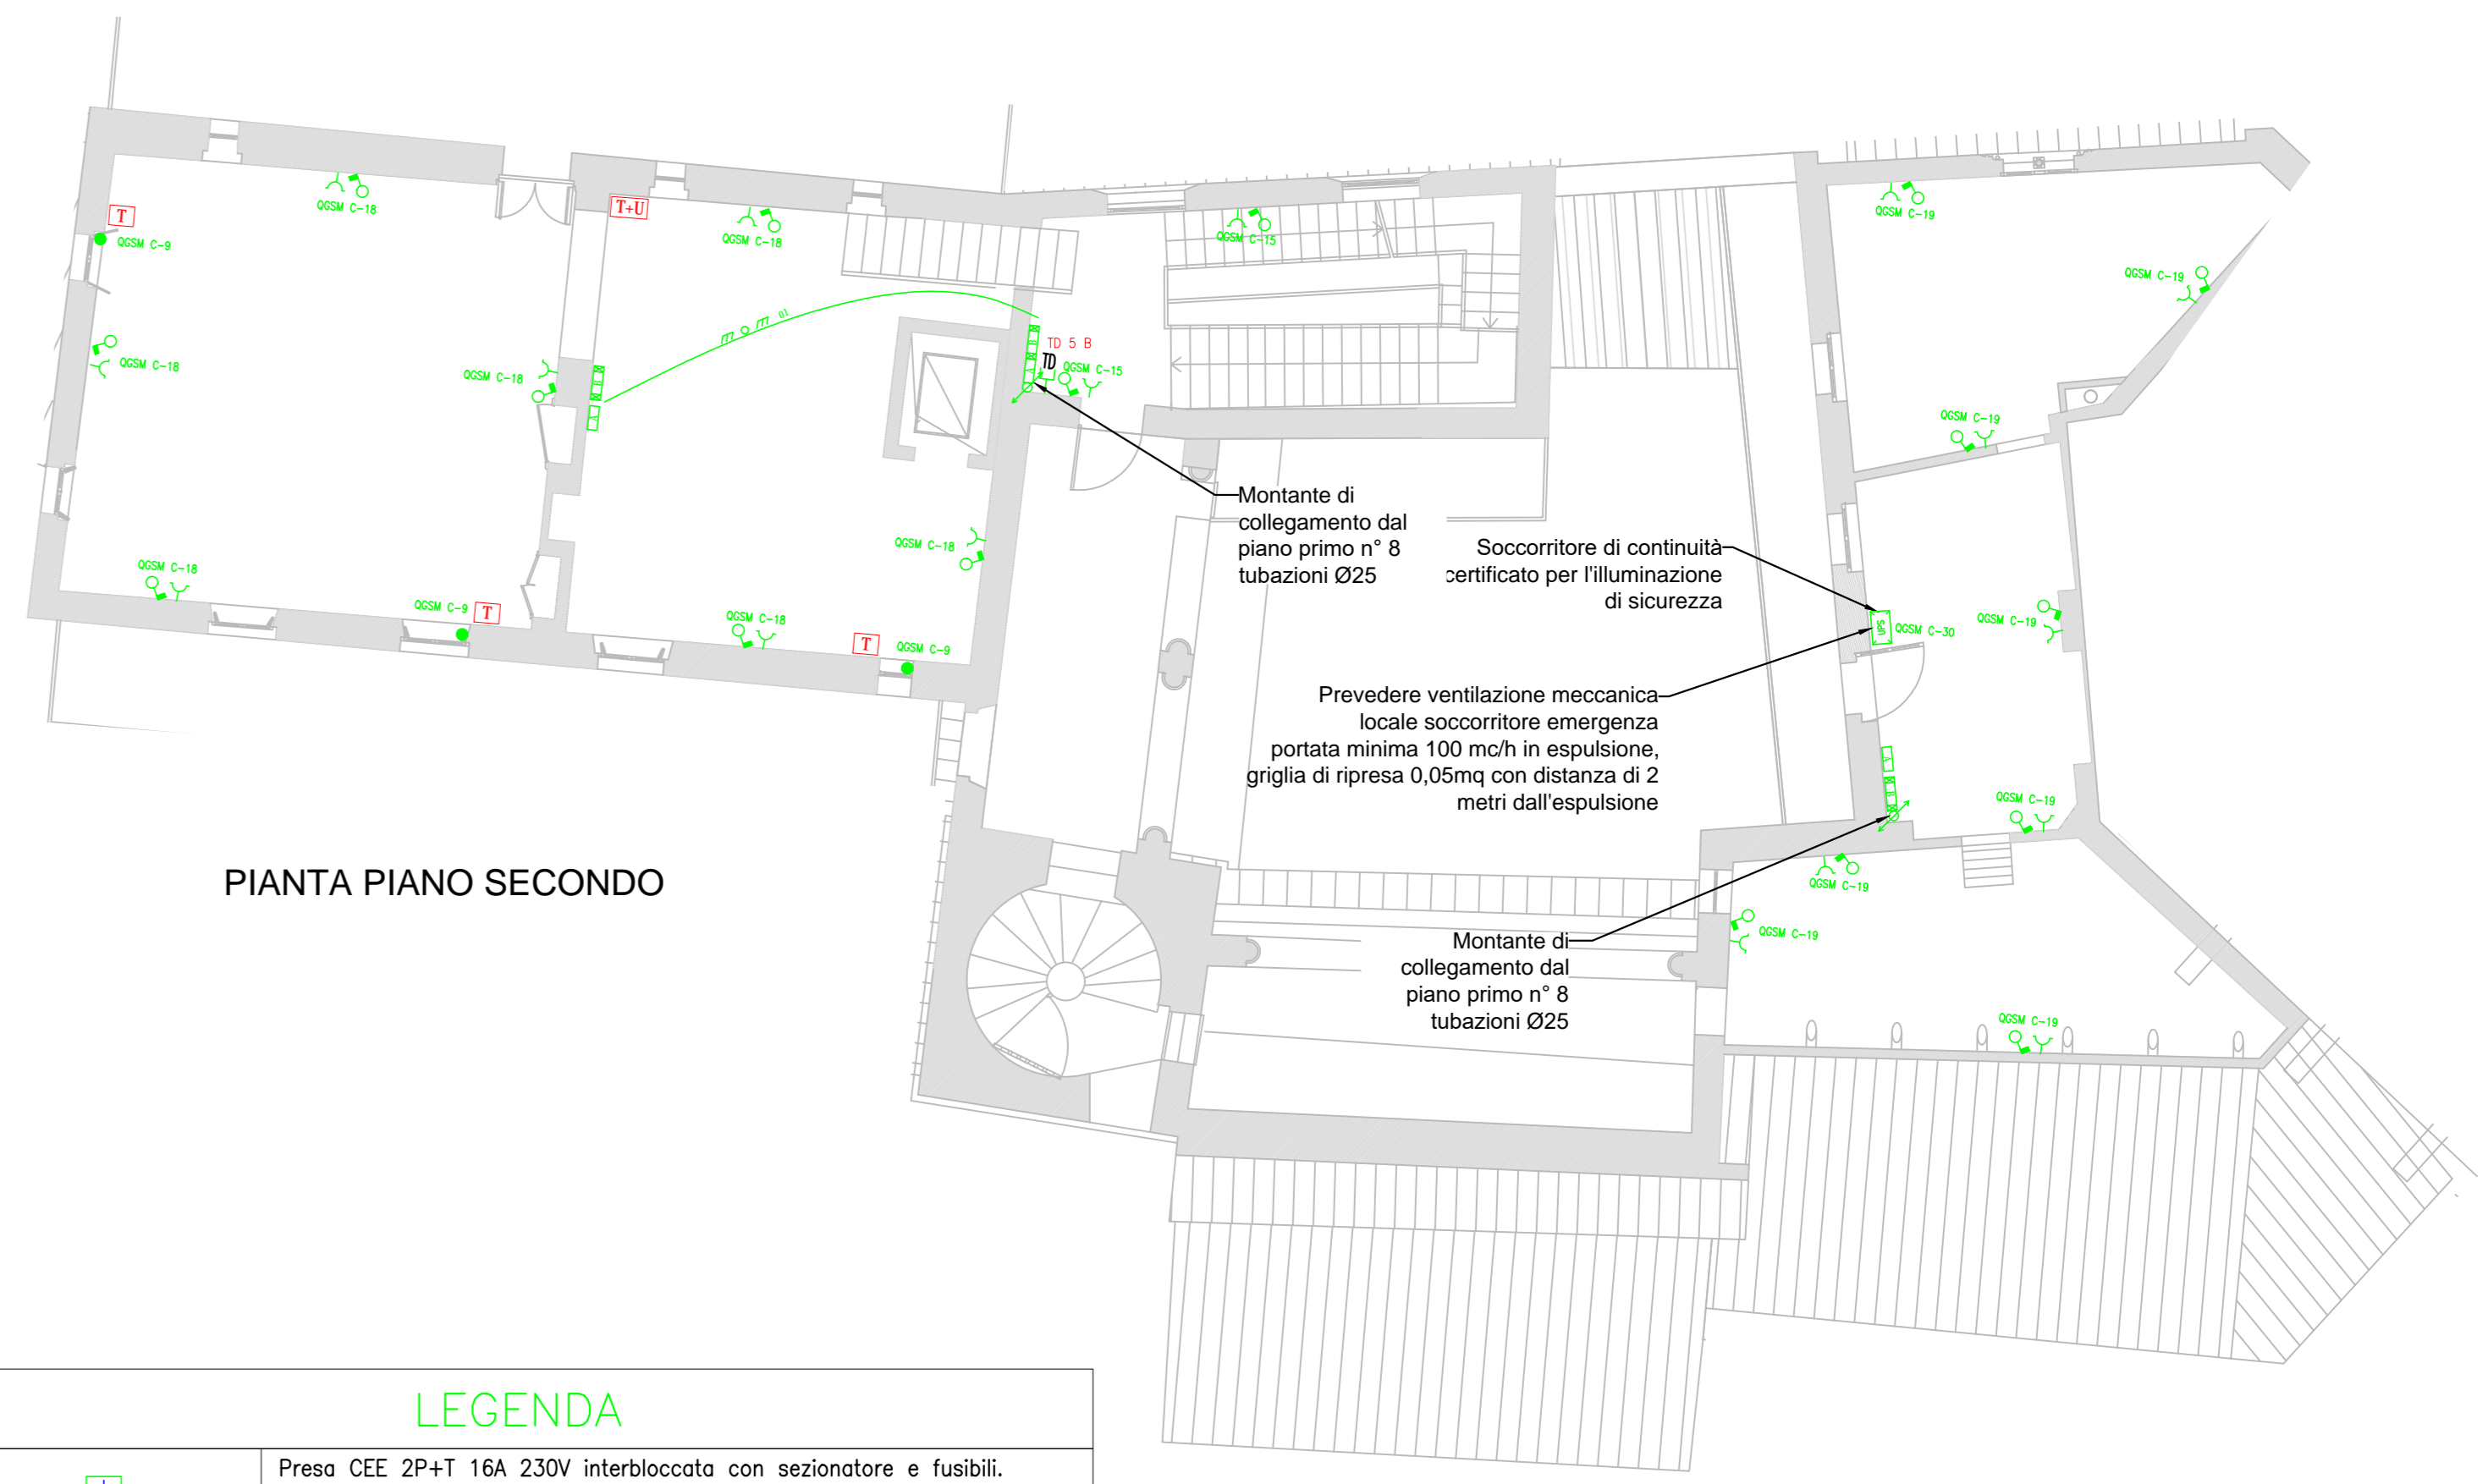 QGSM C-18
T
QGSM C-9
T+U
QGSM C-18
QGSM C-15
QGSM C-19
QGSM C-19
01
B
A
TD 5 B
TD
QGSM C-15
QGSM C-18
QGSM C-18
B
A
QGSM C-19
Montante di
collegamento dal
piano primo n° 8
tubazioni Ø25
Soccorritore di continuità
certificato per l'illuminazione
di sicurezza
QGSM C-18
QGSM C-18
QGSM C-9
T
QGSM C-18
T
QGSM C-9
UPS
QGSM C-30
QGSM C-19
Prevedere ventilazione meccanica
locale soccorritore emergenza
portata minima 100 mc/h in espulsione,
griglia di ripresa 0,05mq con distanza di 2
metri dall'espulsione
A
B
QGSM C-19
PIANTA PIANO SECONDO
QGSM C-19
QGSM C-19
Montante di
collegamento dal
piano primo n° 8
tubazioni Ø25
QGSM C-19
LEGENDA
Presa CEE 2P+T 16A 230V interbloccata con sezionatore e fusibili.